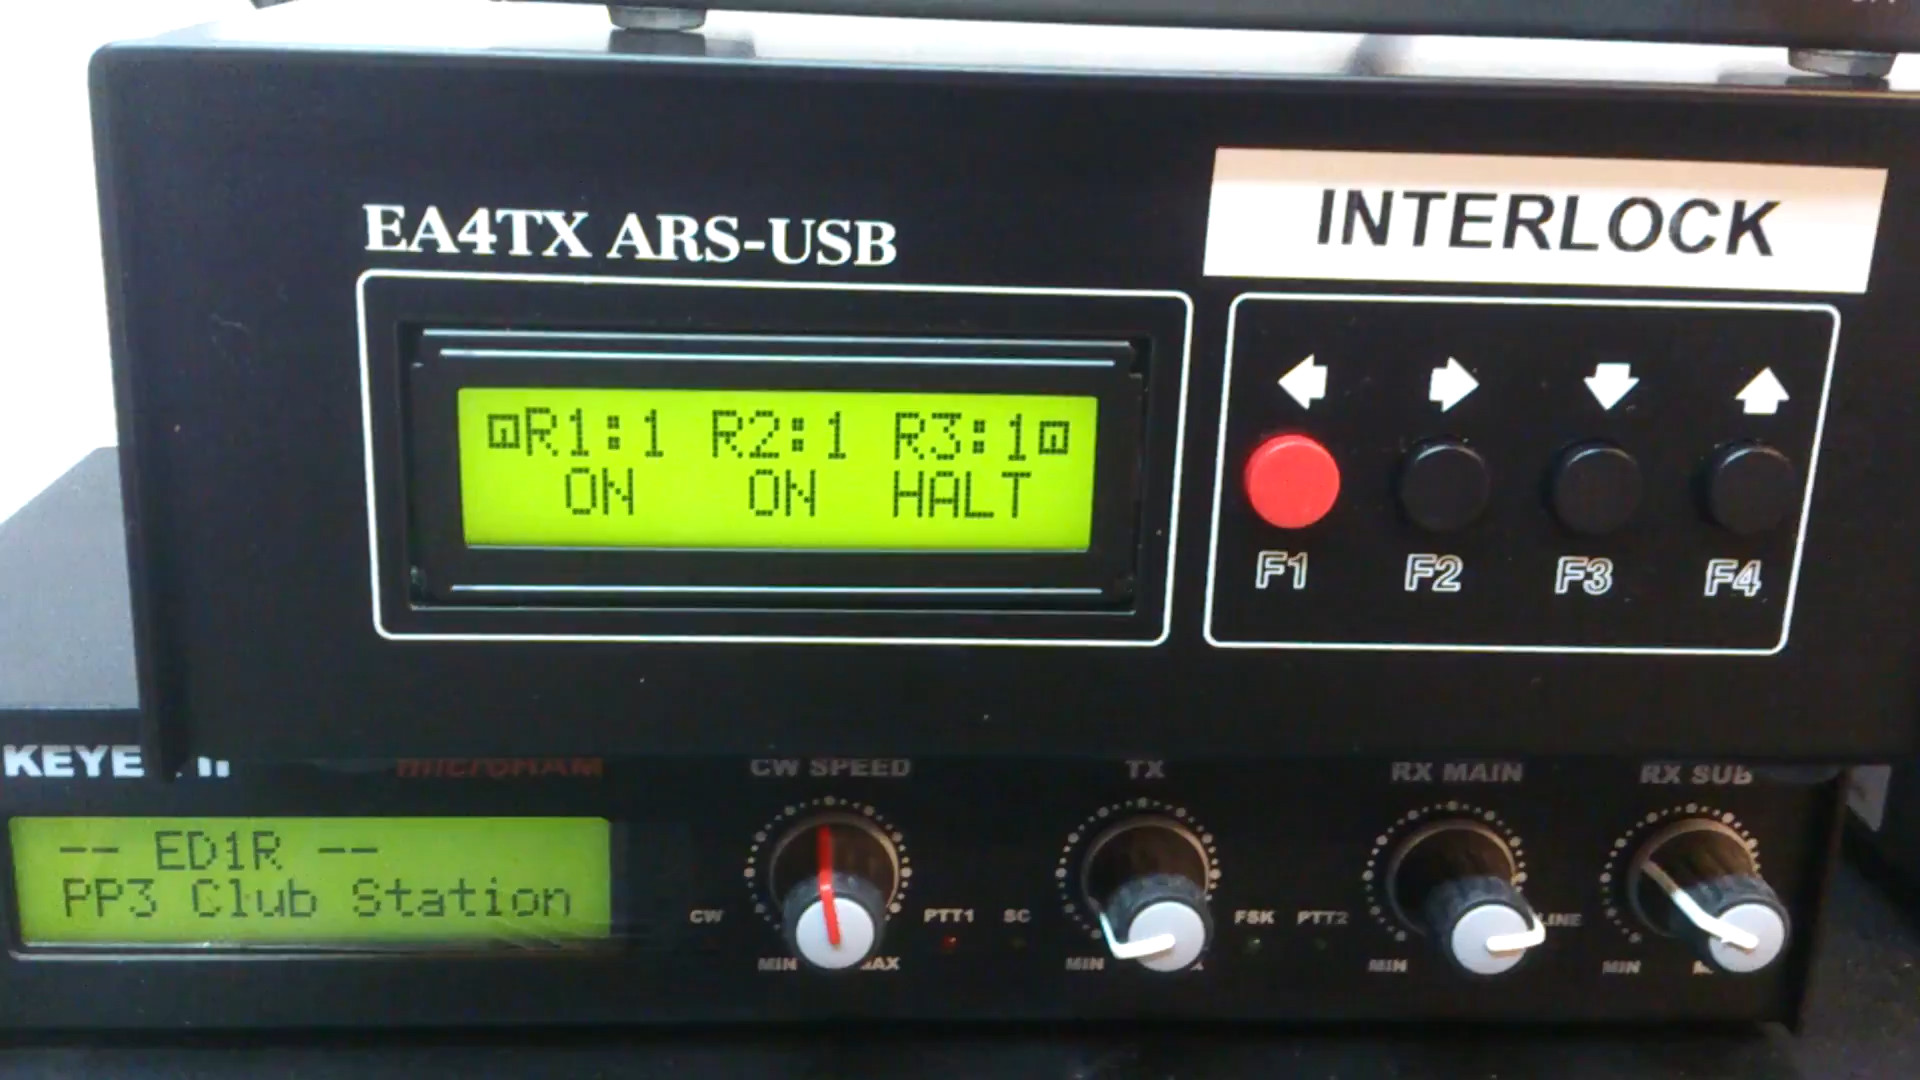 EA4TX ARS-USB
INTERLOCK
R1:1 R2:1 R3:1
ON ON HALT
F1 F2 F3 F4
microHAM
CW SPEED TX RX MAIN RX SUB
-- ED1R --
PP3 Club Station
CW PTT1 SC FSK PTT2 LINE
MIN MIN MIN MIN